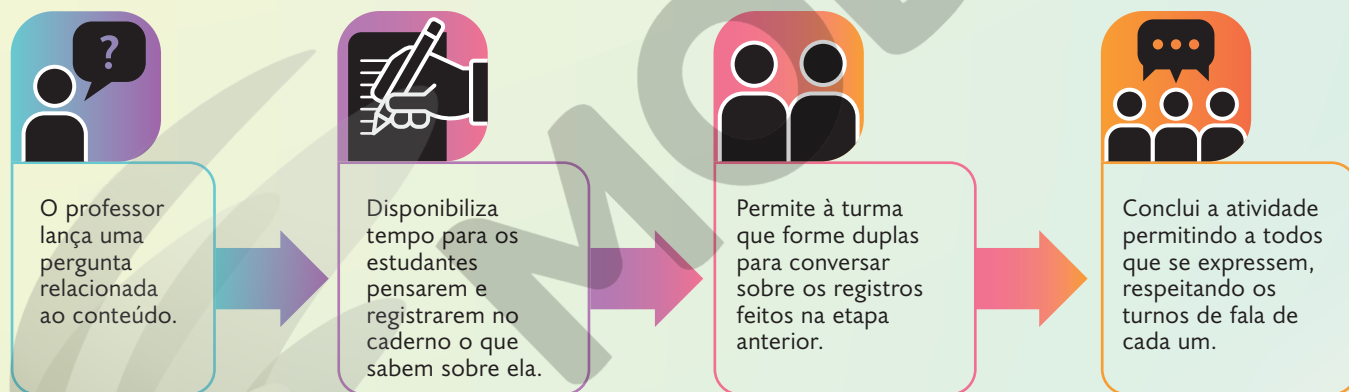 ?
O professor
lança uma
pergunta
relacionada
ao conteúdo.
Disponibiliza
tempo para os
estudantes
pensarem e
registrarem no
caderno o que
sabem sobre ela.
Permite à turma
que forme duplas
para conversar
sobre os registros
feitos na etapa
anterior.
Conclui a atividade
permitindo a todos
que se expressem,
respeitando os
turnos de fala de
cada um.